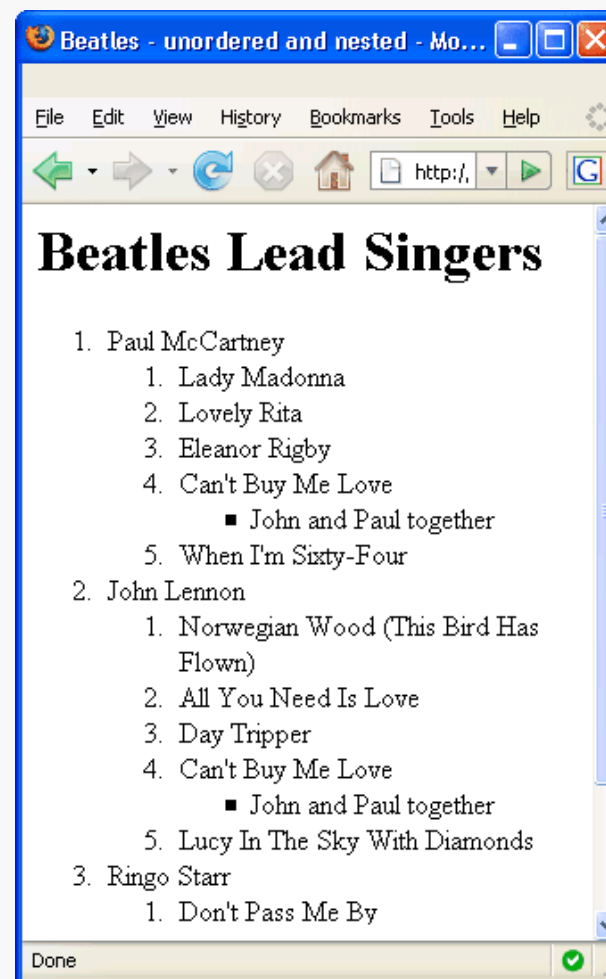 Beatles - unordered and nested - Mo...
File Edit View History Bookmarks Tools Help
http:/, G
Beatles Lead Singers
1. Paul McCartney
1. Lady Madonna
2. Lovely Rita
3. Eleanor Rigby
4. Can't Buy Me Love
▪ John and Paul together
5. When I'm Sixty-Four
2. John Lennon
1. Norwegian Wood (This Bird Has
Flown)
2. All You Need Is Love
3. Day Tripper
4. Can't Buy Me Love
▪ John and Paul together
5. Lucy In The Sky With Diamonds
3. Ringo Starr
1. Don't Pass Me By
Done